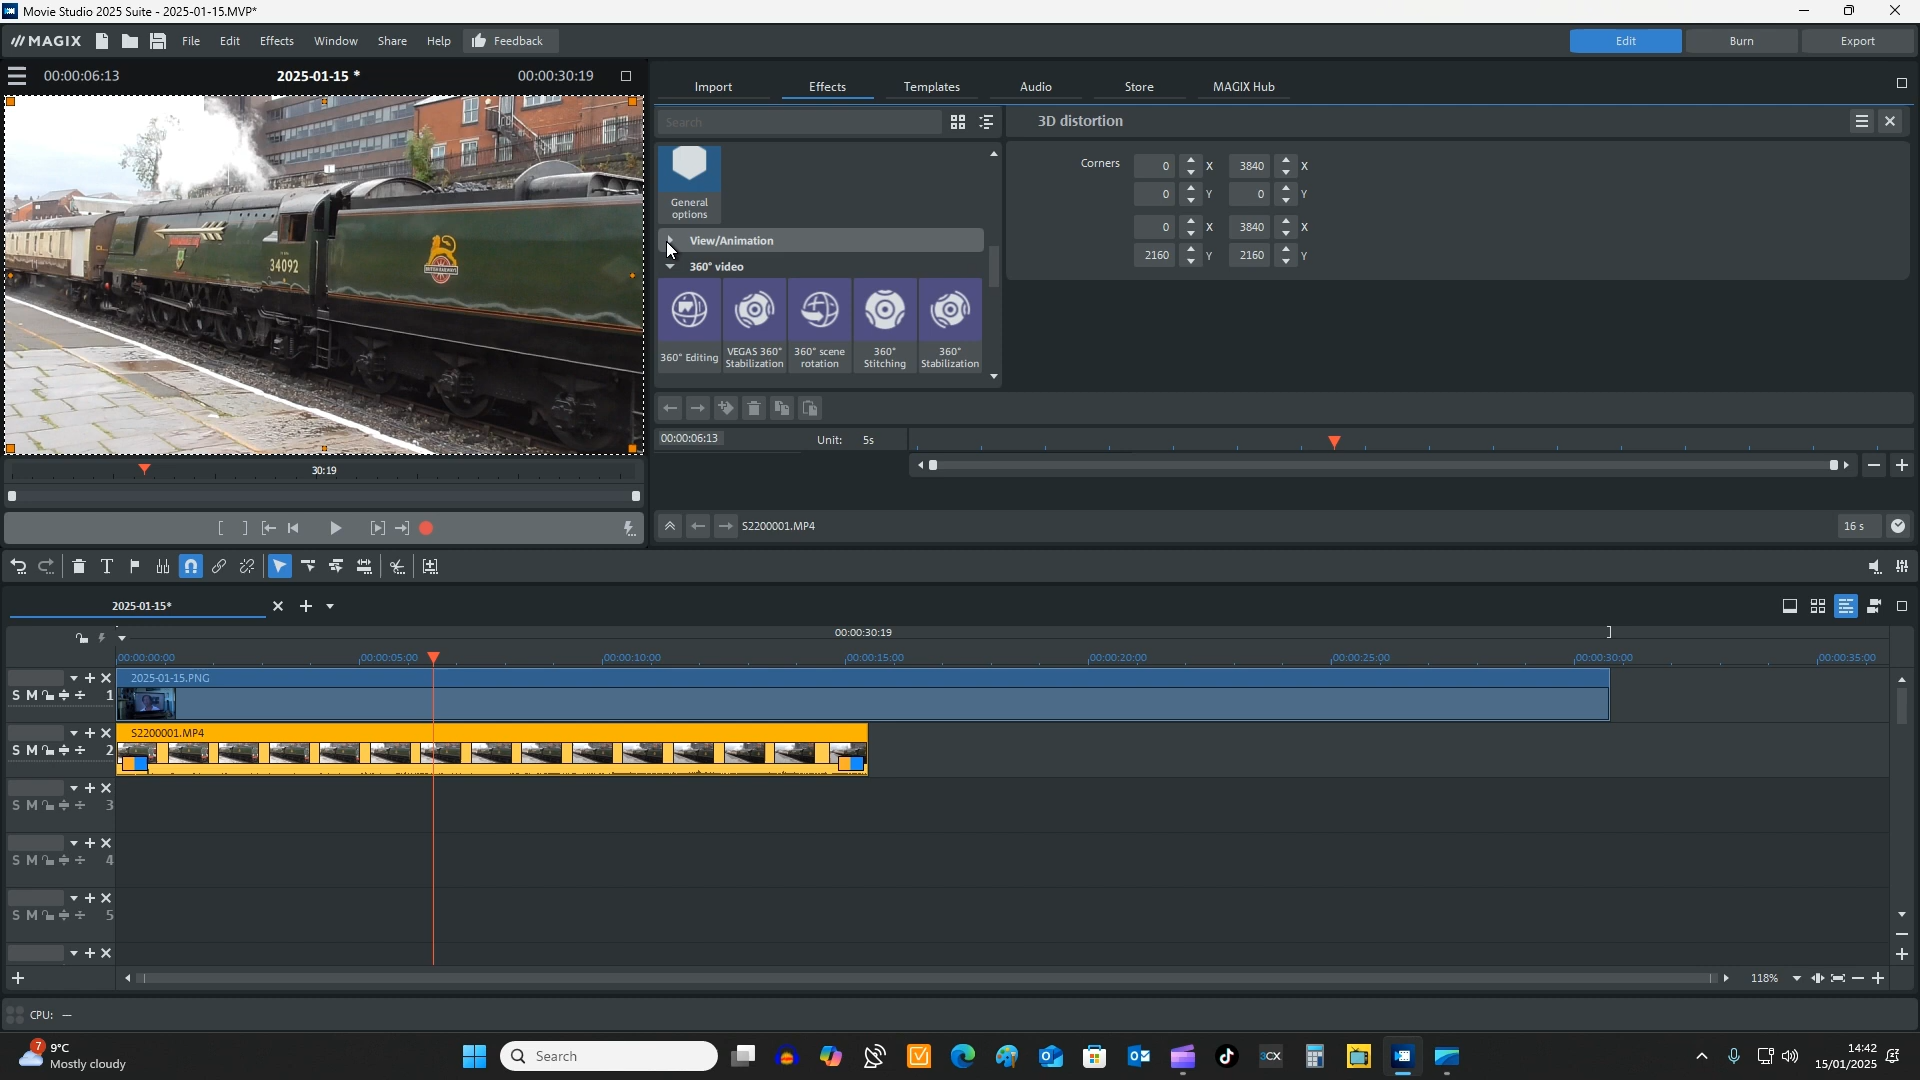 Movie Studio 2025 Suite - 2025-01-15.MVP*
MAGIX File Edit Effects Window Share Help Feedback Edit Burn Export
00:00:06:13 2025-01-15 * 00:00:30:19
Import Effects Templates Audio Store MAGIX Hub
Search
3D distortion
Corners 0 X 3840 X
0 Y 0 Y
0 X 3840 X
2160 Y 2160 Y
General options
View/Animation
360° video
360° Editing
VEGAS 360° Stabilization
360° scene rotation
360° Stitching
360° Stabilization
34092
BRITISH RAILWAYS
00:00:06:13 Unit: 5s
30:19
S2200001.MP4 16 s
2025-01-15*
00:00:30:19
00:00:00:00 00:00:05:00 00:00:10:00 00:00:15:00 00:00:20:00 00:00:25:00 00:00:30:00 00:00:35:00
2025-01-15.PNG
S M 1
S2200001.MP4
S M 2
S M 3
S M 4
S M 5
118%
CPU: —
7
9°C
Mostly cloudy
Search
3CX
14:42
15/01/2025